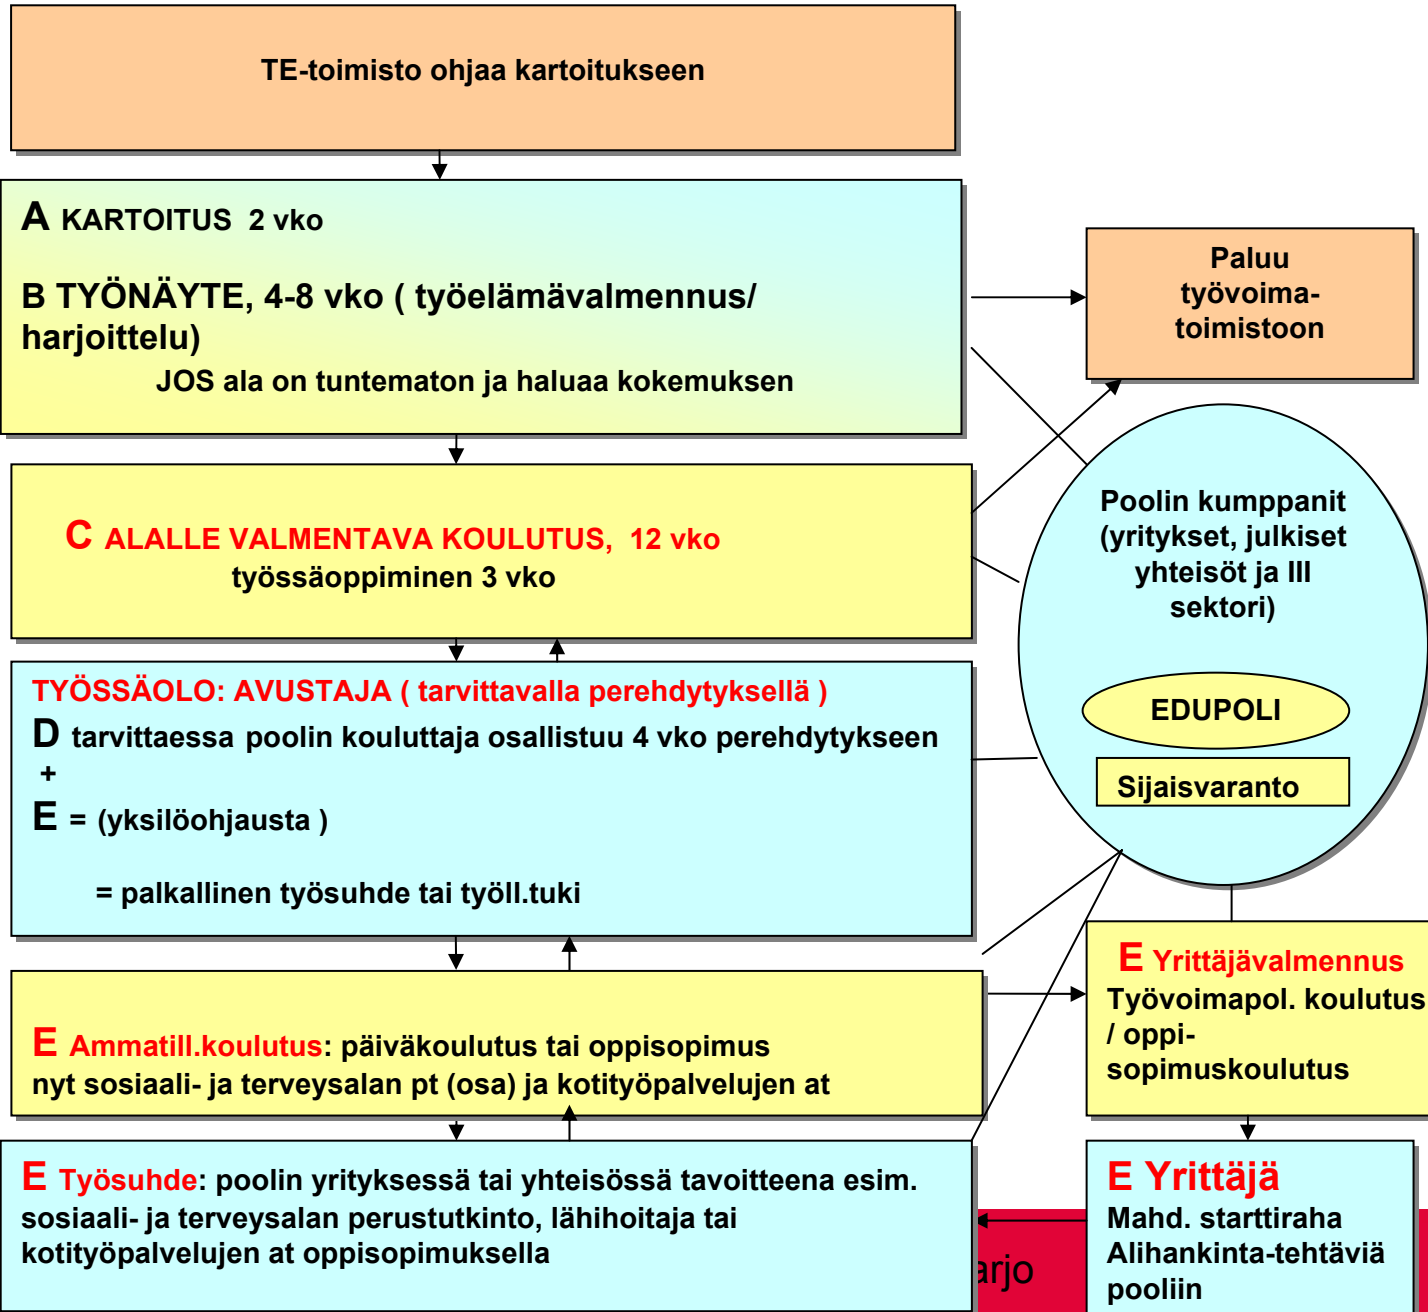 TE-toimisto ohjaa kartoitukseen
A KARTOITUS 2 vko
B TYÖNÄYTE, 4-8 vko ( työelämävalmennus/
harjoittelu)
JOS ala on tuntematon ja haluaa kokemuksen
Paluu
työvoima-
toimistoon
C ALALLE VALMENTAVA KOULUTUS, 12 vko
työssäoppiminen 3 vko
Poolin kumppanit
(yritykset, julkiset
yhteisöt ja III
sektori)
EDUPOLI
Sijaisvaranto
TYÖSSÄOLO: AVUSTAJA ( tarvittavalla perehdytyksellä )
D tarvittaessa poolin kouluttaja osallistuu 4 vko perehdytykseen
+
E = (yksilöohjausta )
= palkallinen työsuhde tai työll.tuki
E Ammatill.koulutus: päiväkoulutus tai oppisopimus
nyt sosiaali- ja terveysalan pt (osa) ja kotityöpalvelujen at
E Yrittäjävalmennus
Työvoimapol. koulutus
/ oppi-
sopimuskoulutus
E Työsuhde: poolin yrityksessä tai yhteisössä tavoitteena esim.
sosiaali- ja terveysalan perustutkinto, lähihoitaja tai
kotityöpalvelujen at oppisopimuksella
E Yrittäjä
Mahd. starttiraha
Alihankinta-tehtäviä
pooliin